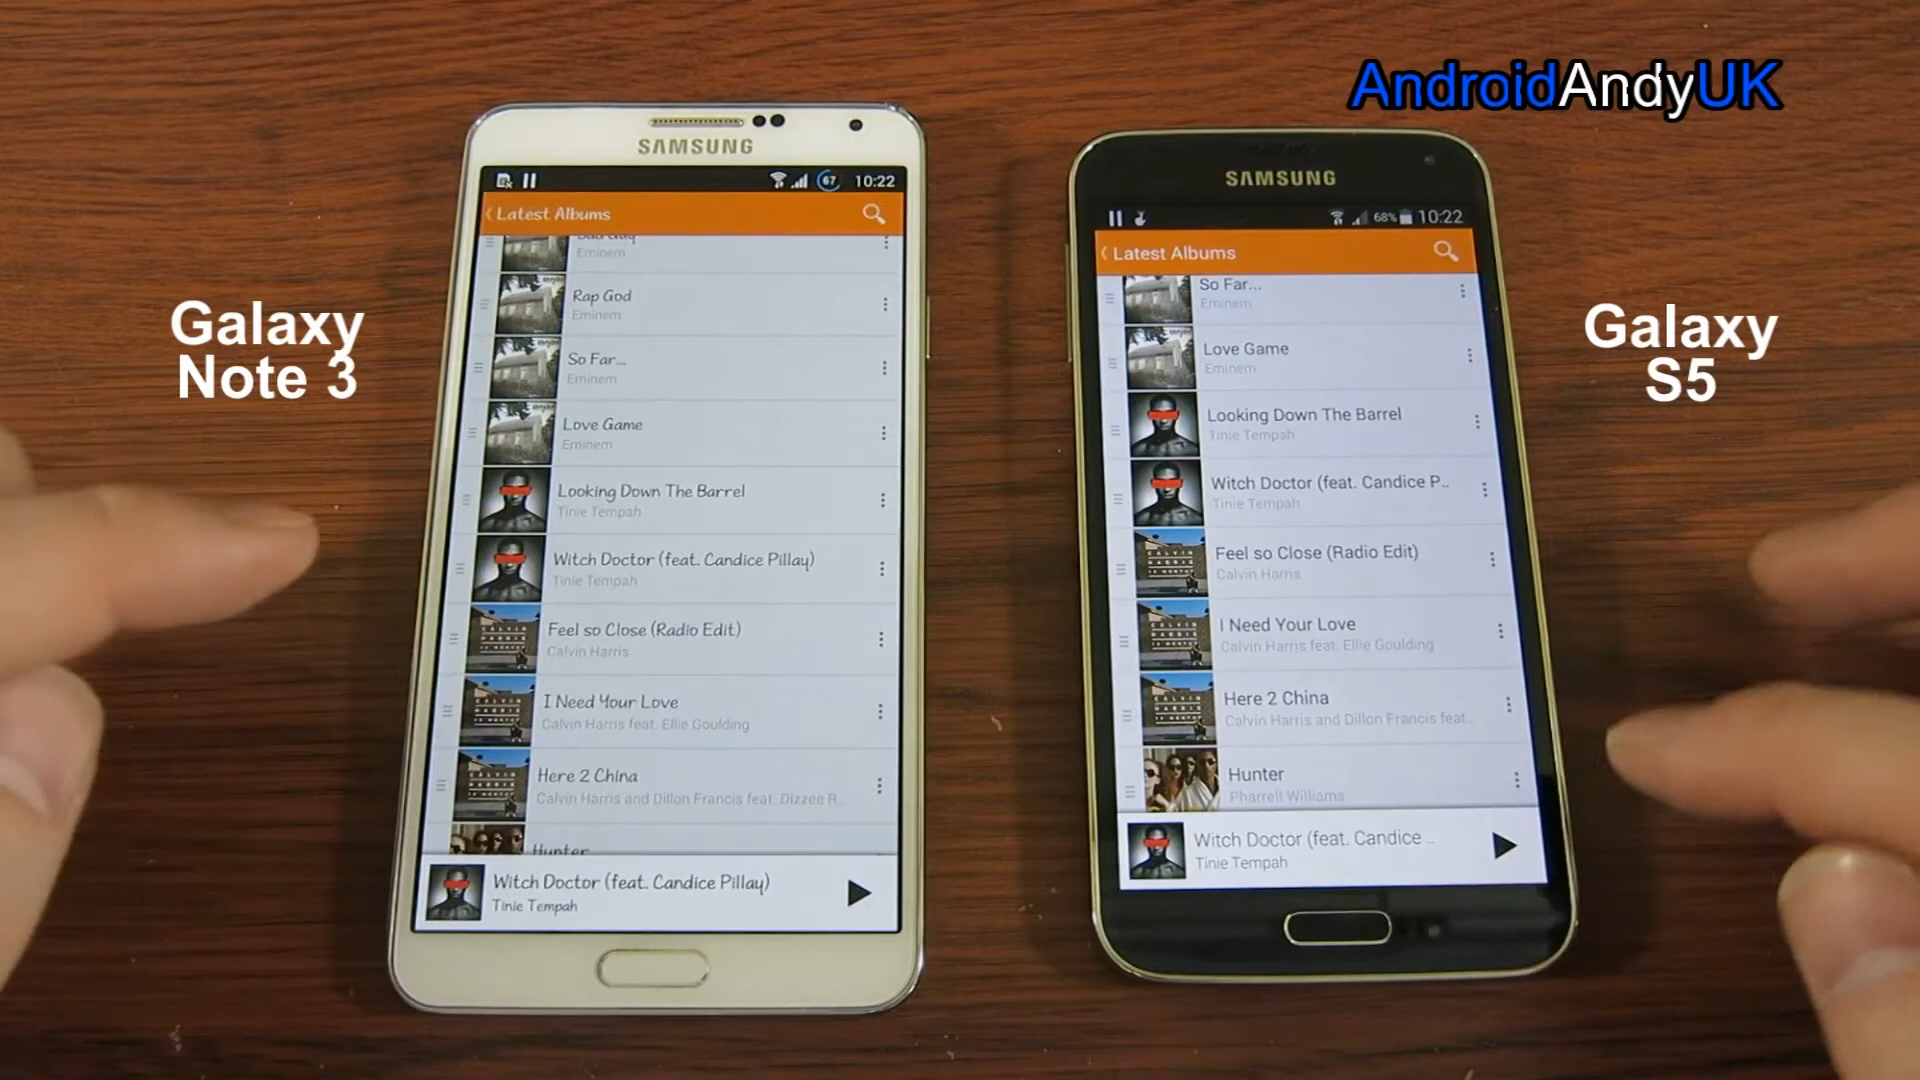 AndroidAndyUK
Galaxy
Note 3
SAMSUNG
67 10:22
Latest Albums
Bad Guy
Eminem
Rap God
Eminem
So Far...
Eminem
Love Game
Eminem
Looking Down The Barrel
Tinie Tempah
Witch Doctor (feat. Candice Pillay)
Tinie Tempah
Feel so Close (Radio Edit)
Calvin Harris
I Need Your Love
Calvin Harris feat. Ellie Goulding
Here 2 China
Calvin Harris and Dillon Francis feat. Dizzee R..
Hunter
Witch Doctor (feat. Candice Pillay)
Tinie Tempah
SAMSUNG
68% 10:22
Latest Albums
So Far...
Eminem
Love Game
Eminem
Looking Down The Barrel
Tinie Tempah
Witch Doctor (feat. Candice P..
Tinie Tempah
Feel so Close (Radio Edit)
Calvin Harris
I Need Your Love
Calvin Harris feat. Ellie Goulding
Here 2 China
Calvin Harris and Dillon Francis feat..
Hunter
Pharrell Williams
Witch Doctor (feat. Candice ..
Tinie Tempah
Galaxy
S5